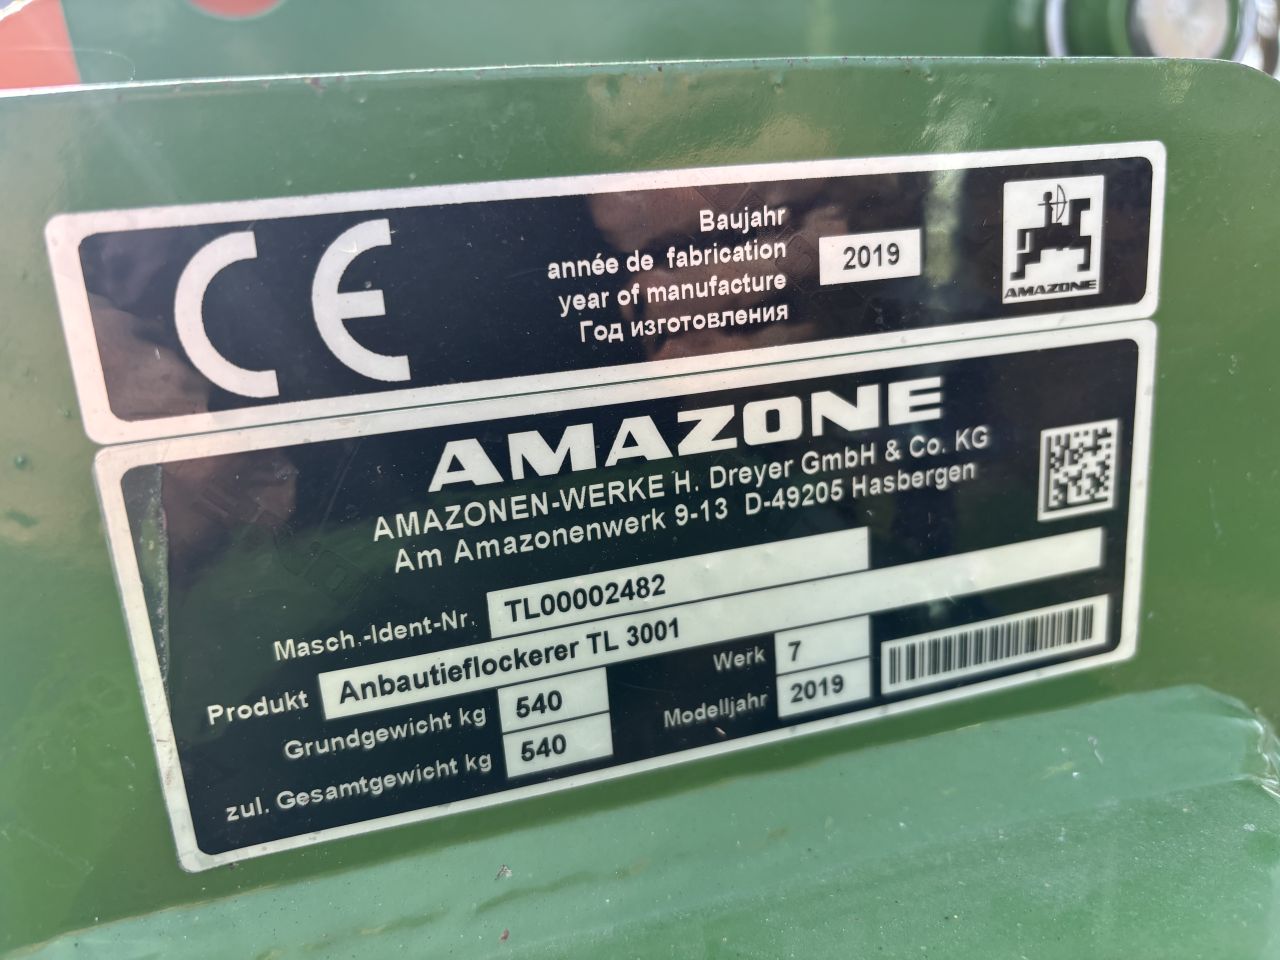 CE
Baujahr
année de fabrication
year of manufacture
Год изготовления
2019
AMAZONE
AMAZONE
AMAZONEN-WERKE H. Dreyer GmbH & Co. KG
Am Amazonenwerk 9-13 D-49205 Hasbergen
Masch.-Ident-Nr. TL00002482
Produkt Anbautieflockerer TL 3001
Grundgewicht kg 540 Werk 7
zul. Gesamtgewicht kg 540 Modelljahr 2019